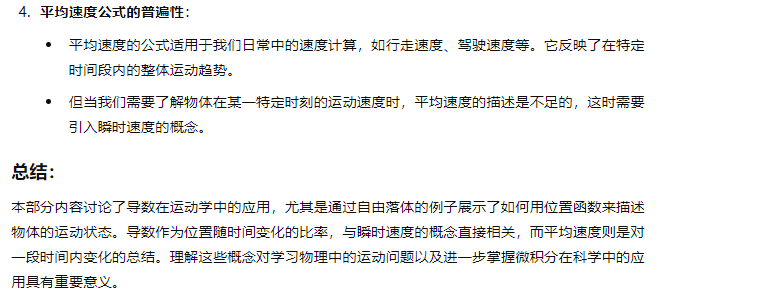 4. 平均速度公式的普遍性：
• 平均速度的公式适用于我们日常中的速度计算，如行走速度、驾驶速度等。它反映了在特定
时间段内的整体运动趋势。
• 但当我们需要了解物体在某一特定时刻的运动速度时，平均速度的描述是不足的，这时需要
引入瞬时速度的概念。
总结：
本部分内容讨论了导数在运动学中的应用，尤其是通过自由落体的例子展示了如何用位置函数来描述
物体的运动状态。导数作为位置随时间变化的比率，与瞬时速度的概念直接相关，而平均速度则是对
一段时间内变化的总结。理解这些概念对学习物理中的运动问题以及进一步掌握微积分在科学中的应
用具有重要意义。